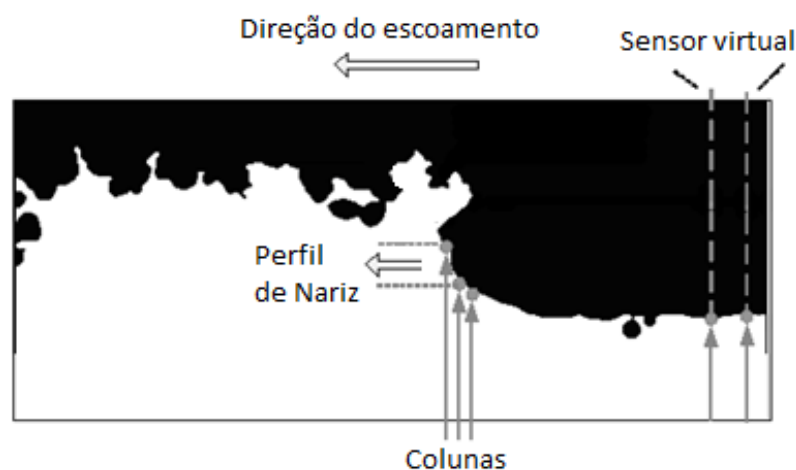 Direção do escoamento
Sensor virtual
Perfil
de Nariz
Colunas